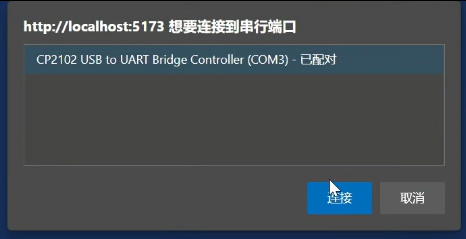 http://localhost:5173 想要连接到串行端口
CP2102 USB to UART Bridge Controller (COM3) - 已配对
连接
取消